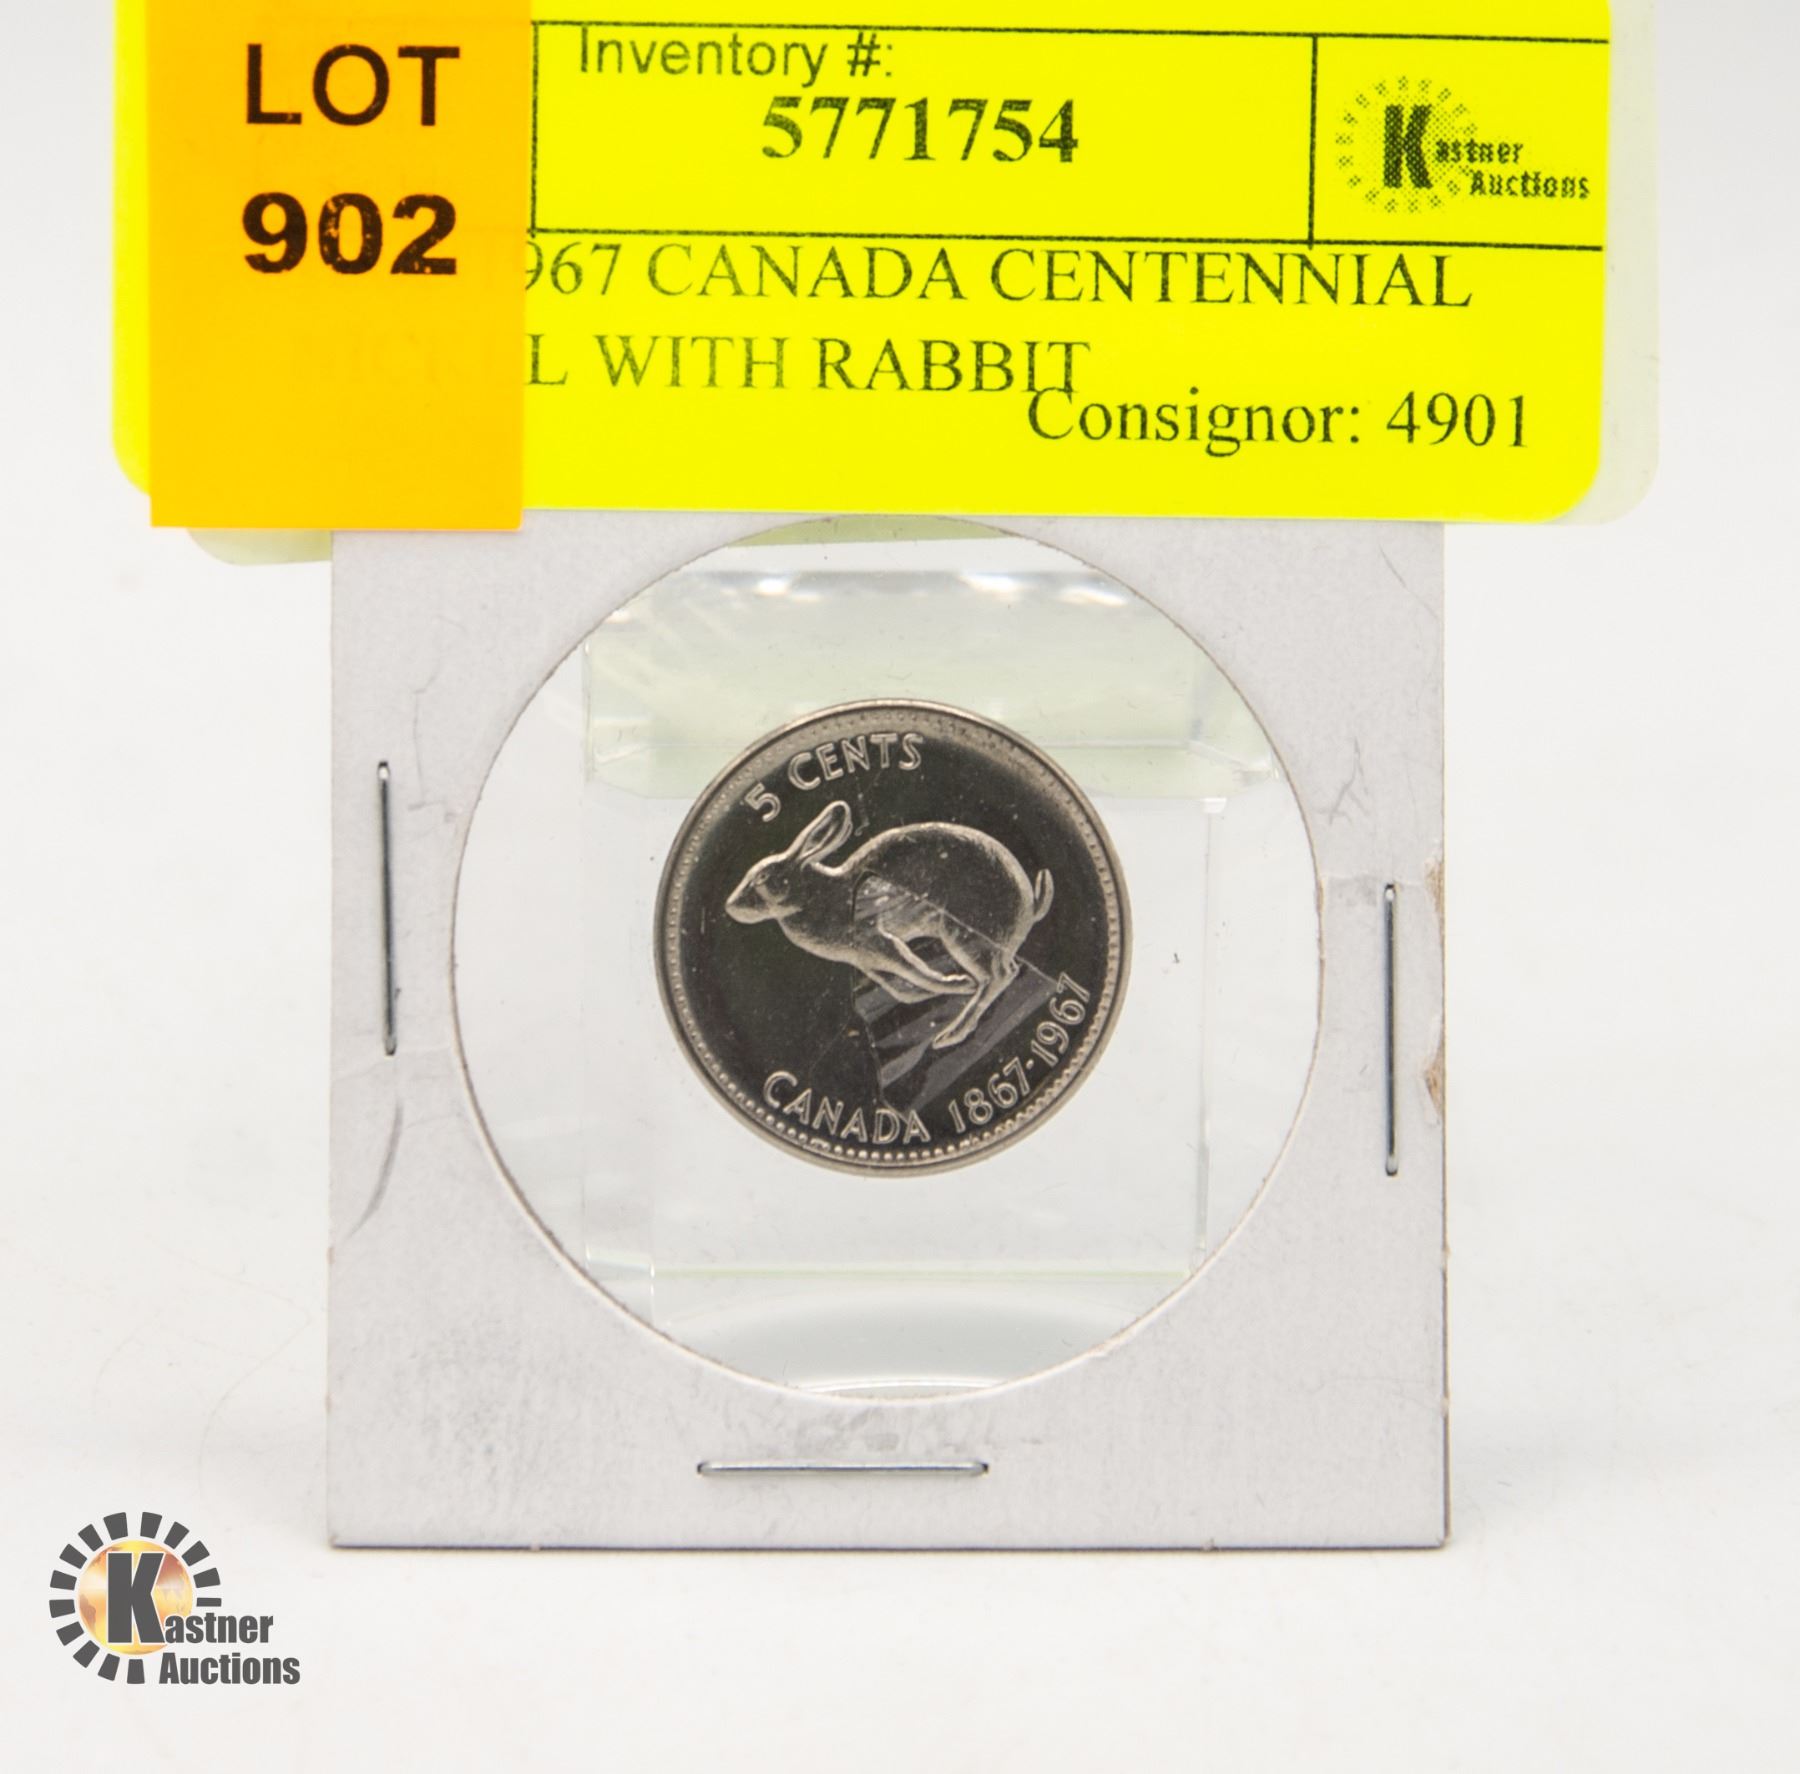 LOT
902
Inventory #:
5771754
Kastner
Auctions
967 CANADA CENTENNIAL
NICKEL WITH RABBIT
Consignor: 4901
5 CENTS
CANADA 1867-1967
Kastner
Auctions